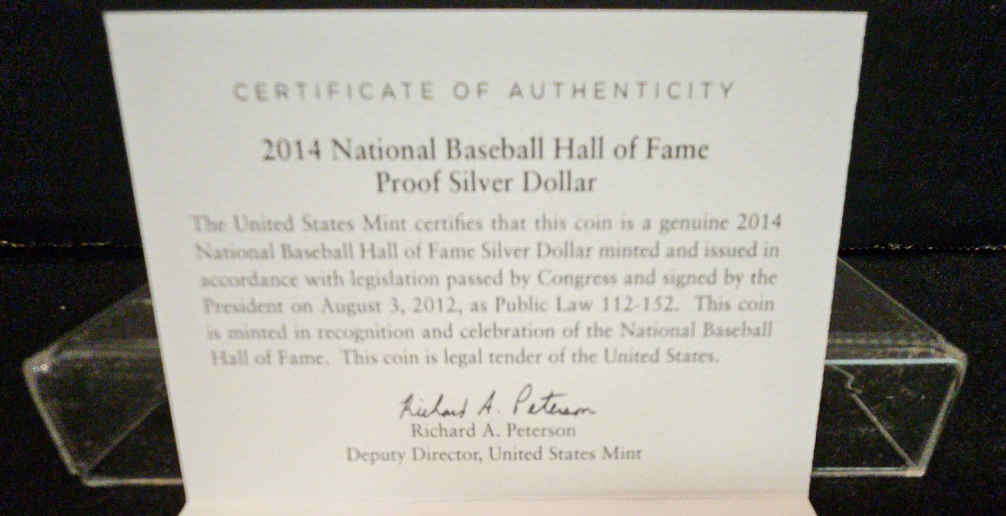 CERTIFICATE OF AUTHENTICITY
2014 National Baseball Hall of Fame
Proof Silver Dollar
The United States Mint certifies that this coin is a genuine 2014
National Baseball Hall of Fame Silver Dollar minted and issued in
accordance with legislation passed by Congress and signed by the
President on August 3, 2012, as Public Law 112-152. This coin
is minted in recognition and celebration of the National Baseball
Hall of Fame. This coin is legal tender of the United States.
Richard A. Peterson
Richard A. Peterson
Deputy Director, United States Mint